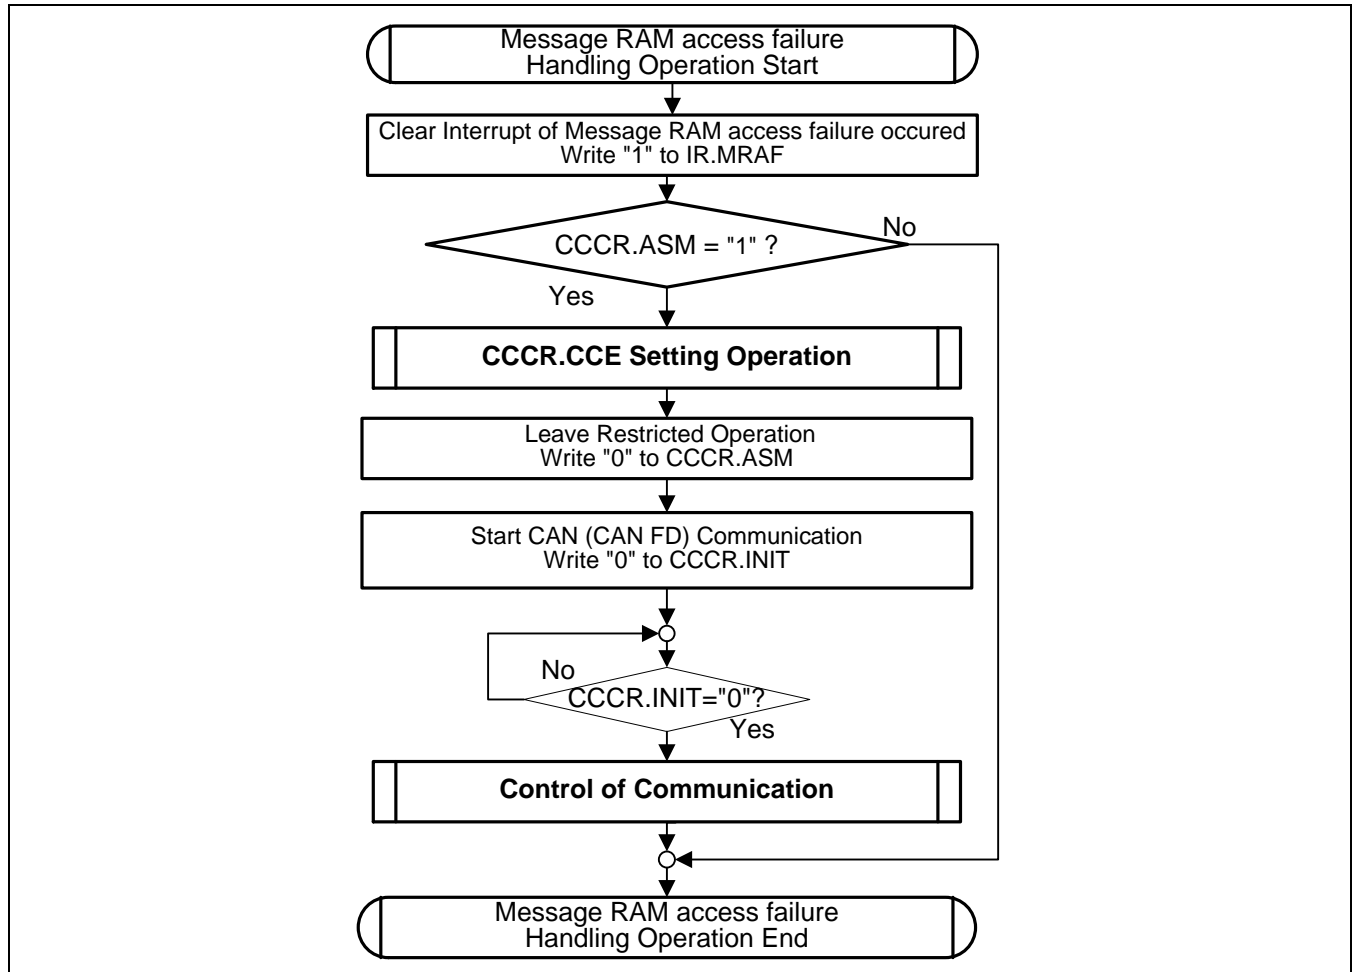 Message RAM access failure
Handling Operation Start
Clear Interrupt of Message RAM access failure occured
Write "1" to IR.MRAF
CCCR.ASM = "1" ?
No
Yes
CCCR.CCE Setting Operation
Leave Restricted Operation
Write "0" to CCCR.ASM
Start CAN (CAN FD) Communication
Write "0" to CCCR.INIT
No
CCCR.INIT="0"?
Yes
Control of Communication
Message RAM access failure
Handling Operation End